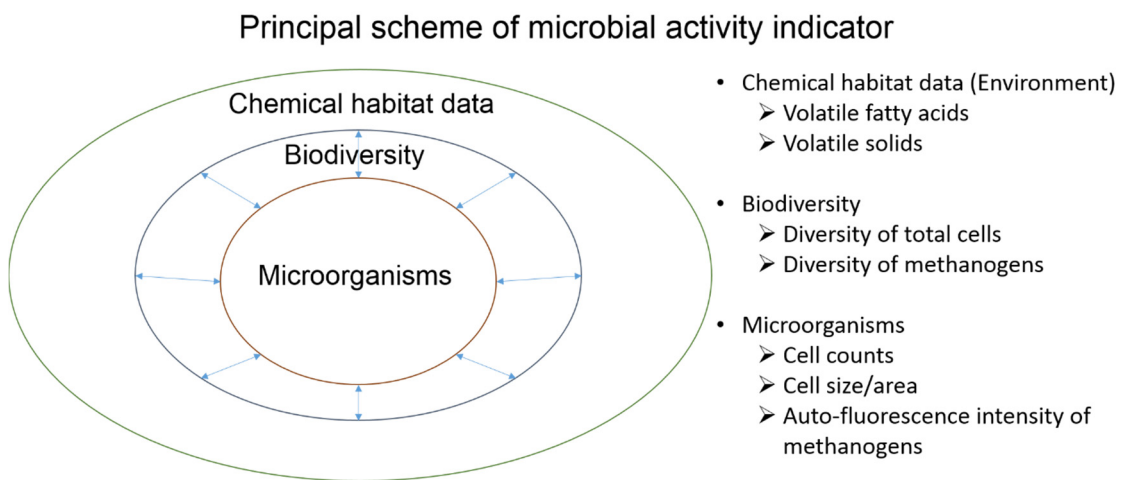 Principal scheme of microbial activity indicator
Chemical habitat data
Biodiversity
Microorganisms
• Chemical habitat data (Environment)
➢ Volatile fatty acids
➢ Volatile solids
• Biodiversity
➢ Diversity of total cells
➢ Diversity of methanogens
• Microorganisms
➢ Cell counts
➢ Cell size/area
➢ Auto-fluorescence intensity of
methanogens